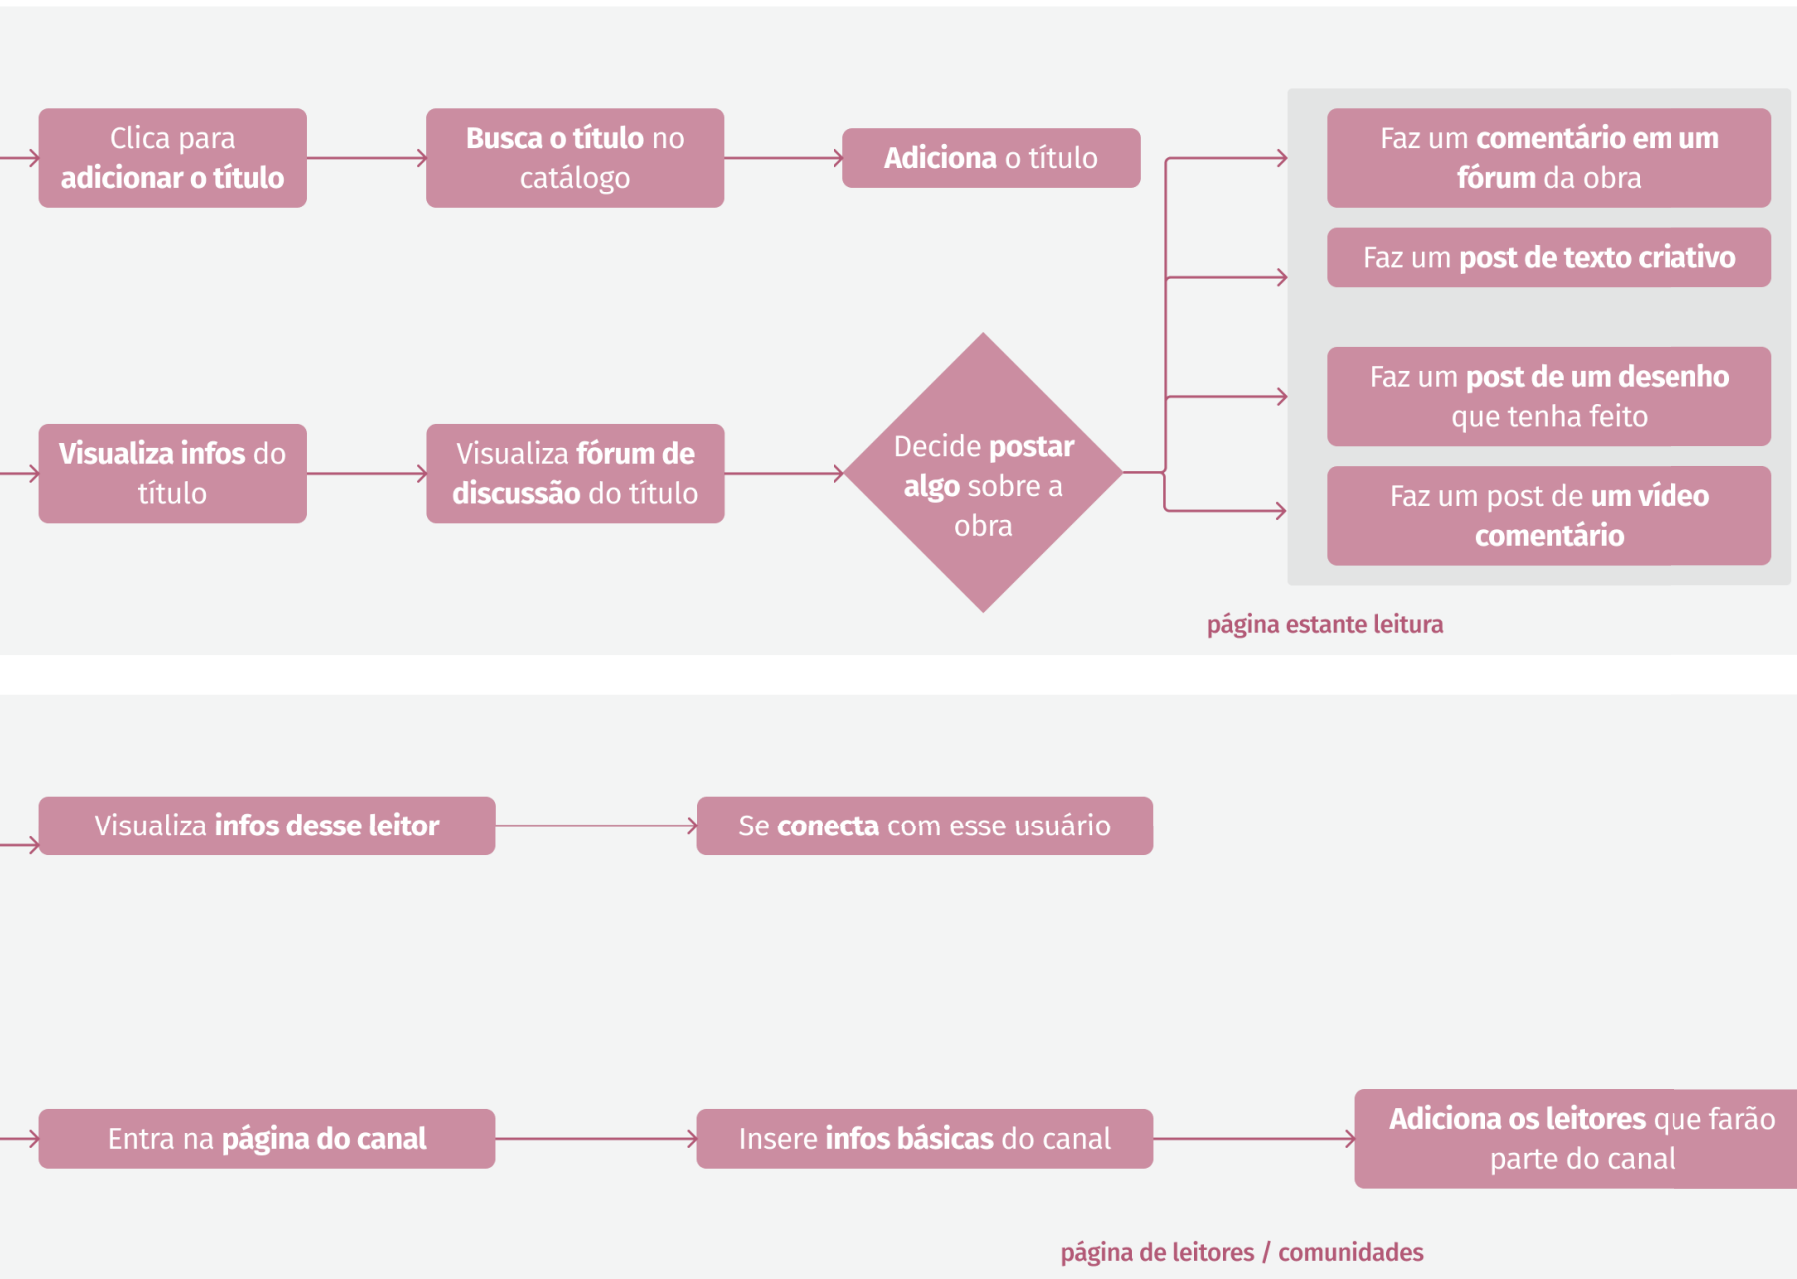 Clica para
adicionar o título
Busca o título no
catálogo
Adiciona o título
Faz um comentário em um
fórum da obra
Faz um post de texto criativo
Faz um post de um desenho
que tenha feito
Faz um post de um vídeo
comentário
Visualiza infos do
título
Visualiza fórum de
discussão do título
Decide postar
algo sobre a
obra
página estante leitura
Visualiza infos desse leitor
Se conecta com esse usuário
Entra na página do canal
Insere infos básicas do canal
Adiciona os leitores que farão
parte do canal
página de leitores / comunidades